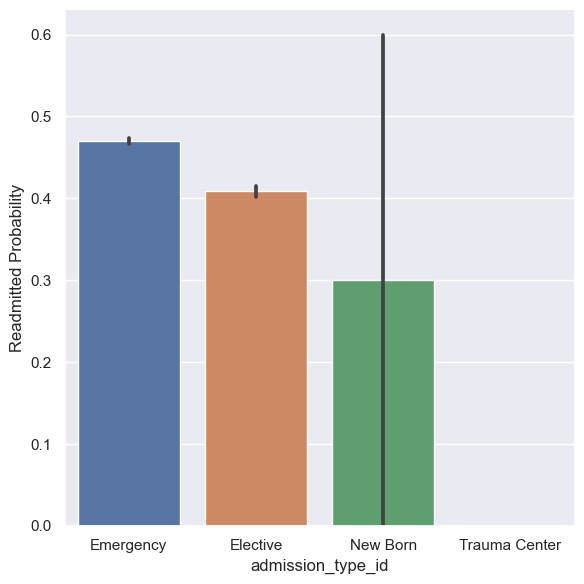 0.6
0.5
0.4
0.3
0.2
0.1
0.0
Readmitted Probability
Emergency Elective New Born Trauma Center
admission_type_id